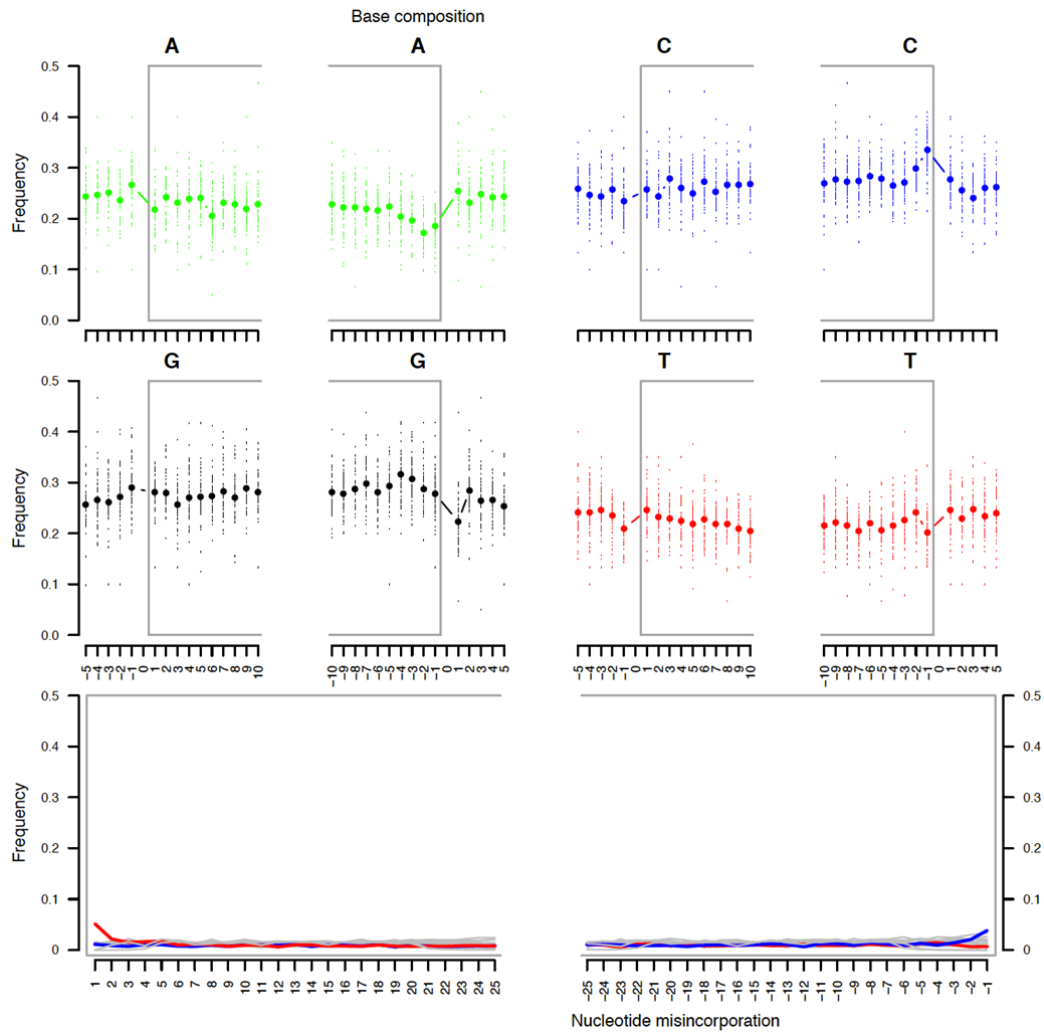 Base composition
A A C C
Frequency 0.5 0.4 0.3 0.2 0.1 0.0
G G T T
Frequency 0.5 0.4 0.3 0.2 0.1 0.0
-5 -4 -3 -2 -1 0 1 2 3 4 5 6 7 8 9 10 -10 -9 -8 -7 -6 -5 -4 -3 -2 -1 0 1 2 3 4 5 -5 -4 -3 -2 -1 0 1 2 3 4 5 6 7 8 9 10 -10 -9 -8 -7 -6 -5 -4 -3 -2 -1 0 1 2 3 4 5
Frequency 0.5 0.4 0.3 0.2 0.1 0 0.5 0.4 0.3 0.2 0.1 0
1 2 3 4 5 6 7 8 9 10 11 12 13 14 15 16 17 18 19 20 21 22 23 24 25 -25 -24 -23 -22 -21 -20 -19 -18 -17 -16 -15 -14 -13 -12 -11 -10 -9 -8 -7 -6 -5 -4 -3 -2 -1
Nucleotide misincorporation